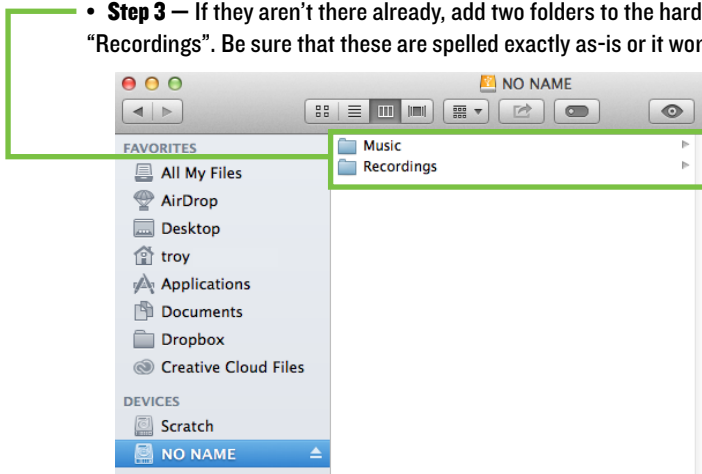 • Step 3 — If they aren’t there already, add two folders to the hard
“Recordings”. Be sure that these are spelled exactly as-is or it wor
NO NAME
FAVORITES
All My Files
AirDrop
Desktop
troy
Applications
Documents
Dropbox
Creative Cloud Files
DEVICES
Scratch
NO NAME
Music
Recordings